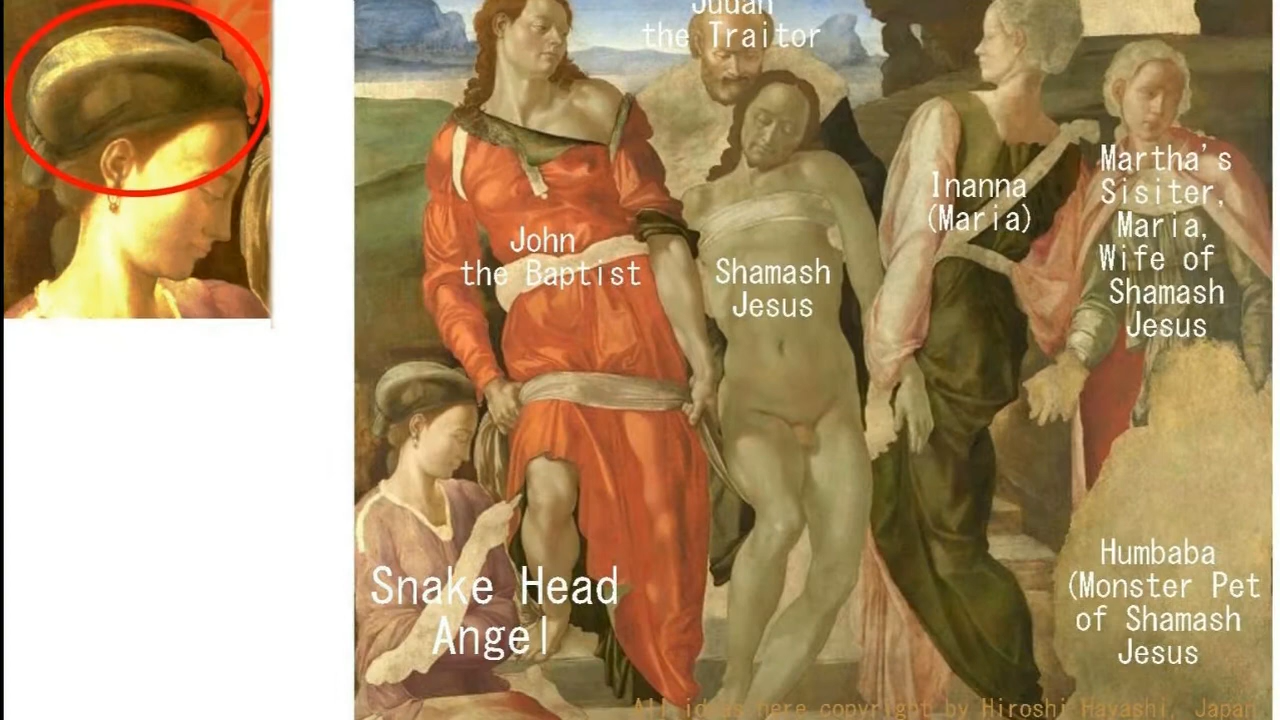 Judah
the Traitor
John
the Baptist
Shamash
Jesus
Inanna
(Maria)
Martha's
Sisiter,
Maria,
Wife of
Shamash
Jesus
Snake Head
Angel
Humbaba
(Monster Pet
of Shamash
Jesus
All ideas here copyright by Hiroshi Hayashi, Japan